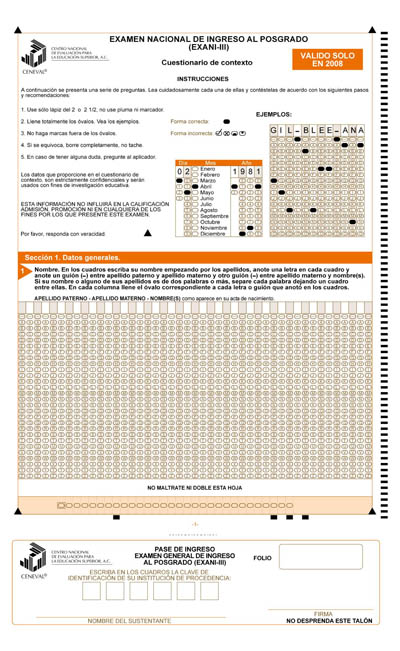 EXAMEN NACIONAL DE INGRESO AL POSGRADO
(EXANI-III)
CENTRO NACIONAL
DE EVALUACIÓN PARA
LA EDUCACIÓN SUPERIOR, A.C.
CENEVAL®
Cuestionario de contexto
VALIDO SOLO
EN 2008
INSTRUCCIONES
A continuación se presenta una serie de preguntas. Lea cuidadosamente cada una de ellas y contéstelas de acuerdo con los siguientes pasos
y recomendaciones:
1. Use sólo lápiz del 2 o 2 1/2, no use pluma ni marcador.
2. Llene totalmente los óvalos. Vea los ejemplos.
3. No haga marcas fuera de los óvalos.
4. Si se equivoca, borre completamente, no tache.
5. En caso de tener alguna duda, pregunte al aplicador.
Forma correcta:
Forma incorrecta:
EJEMPLOS:
GIL-BLEE-ANA
Día Mes Año
02 1981
Enero
Febrero
Marzo
Abril
Mayo
Junio
Julio
Agosto
Septiembre
Octubre
Noviembre
Diciembre
Los datos que proporcione en el cuestionario de
contexto, son estrictamente confidenciales y serán
usados con fines de investigación educativa.
ESTA INFORMACIÓN NO INFLUIRÁ EN LA CALIFICACIÓN
ADMISIÓN, PROMOCIÓN NI EN CUALQUIERA DE LOS
FINES POR LOS QUE PRESENTE ESTE EXAMEN.
Por favor, responda con veracidad.
Sección 1. Datos generales.
1 Nombre. En los cuadros escriba su nombre empezando por los apellidos, anote una letra en cada cuadro y
anote un guión (–) entre apellido paterno y apellido materno y otro guión (–) entre apellido materno y nombre(s).
Si su nombre o alguno de sus apellidos es de dos palabras o más, separe cada palabra dejando un cuadro
entre ellas. En cada columna llene el óvalo correspondiente a cada letra o guión que anotó en los cuadros.
APELLIDO PATERNO - APELLIDO MATERNO - NOMBRE(S) como aparece en su acta de nacimiento.
NO MALTRATE NI DOBLE ESTA HOJA
-1-
CENTRO NACIONAL
DE EVALUACIÓN PARA
LA EDUCACIÓN SUPERIOR, A.C.
CENEVAL®
PASE DE INGRESO
EXAMEN GENERAL DE INGRESO
AL POSGRADO (EXANI-III)
FOLIO
ESCRIBA EN LOS CUADROS LA CLAVE DE
IDENTIFICACIÓN DE SU INSTITUCIÓN DE PROCEDENCIA:
NOMBRE DEL SUSTENTANTE
FIRMA
NO DESPRENDA ESTE TALÓN